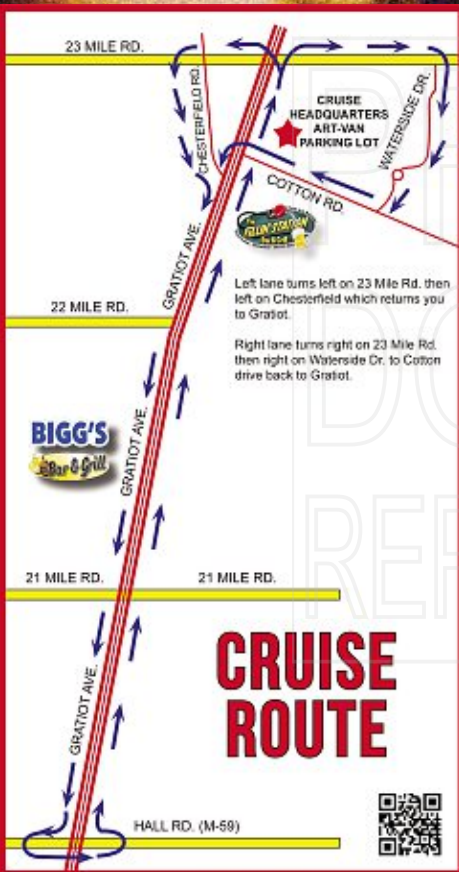 23 MILE RD.
CHESTERFIELD RD.
CRUISE
HEADQUARTERS
ART-VAN
PARKING LOT
WATERSIDE DR.
COTTON RD.
GRATIOT AVE.
Left lane turns left on 23 Mile Rd. then
left on Chesterfield which returns you
to Gratiot.
22 MILE RD.
Right lane turns right on 23 Mile Rd.
then right on Waterside Dr. to Cotton
drive back to Gratiot.
BIGG'S
Bar & Grill
GRATIOT AVE.
21 MILE RD.
21 MILE RD.
CRUISE
ROUTE
GRATIOT AVE.
HALL RD. (M-59)